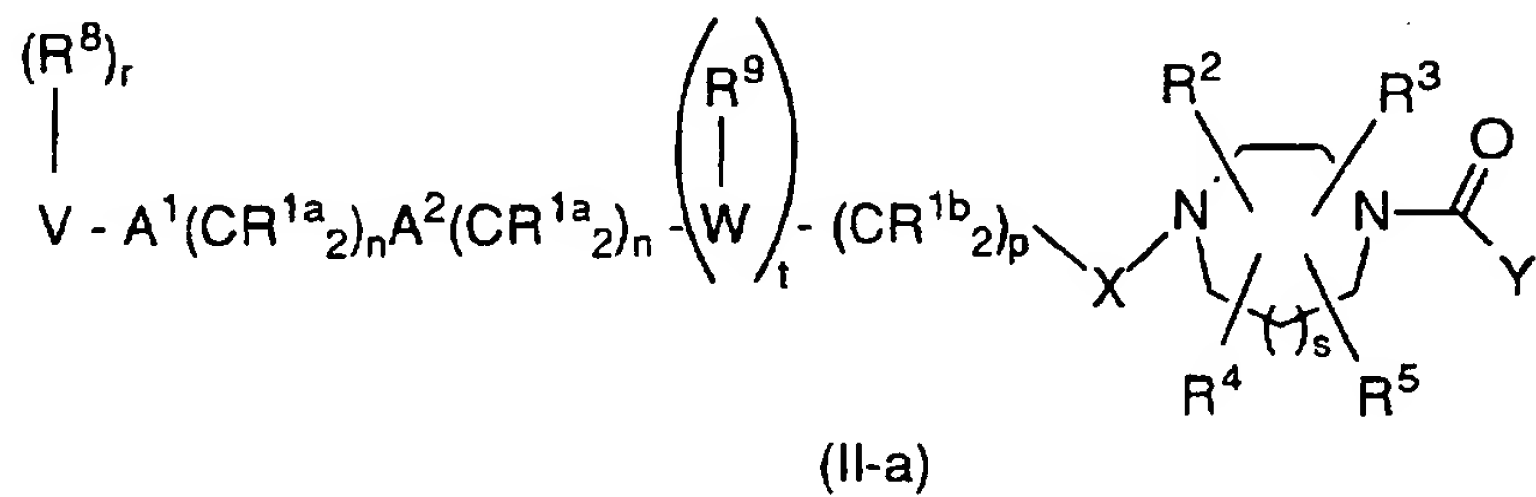 (R⁸)ᵣ R⁹ R² R³ O
V - A¹(CR¹ᵃ₂)ₙA²(CR¹ᵃ₂)ₙ - (W)ₜ - (CR¹ᵇ₂)ₚ X N N Y
( )ₛ
R⁴ R⁵
(II-a)